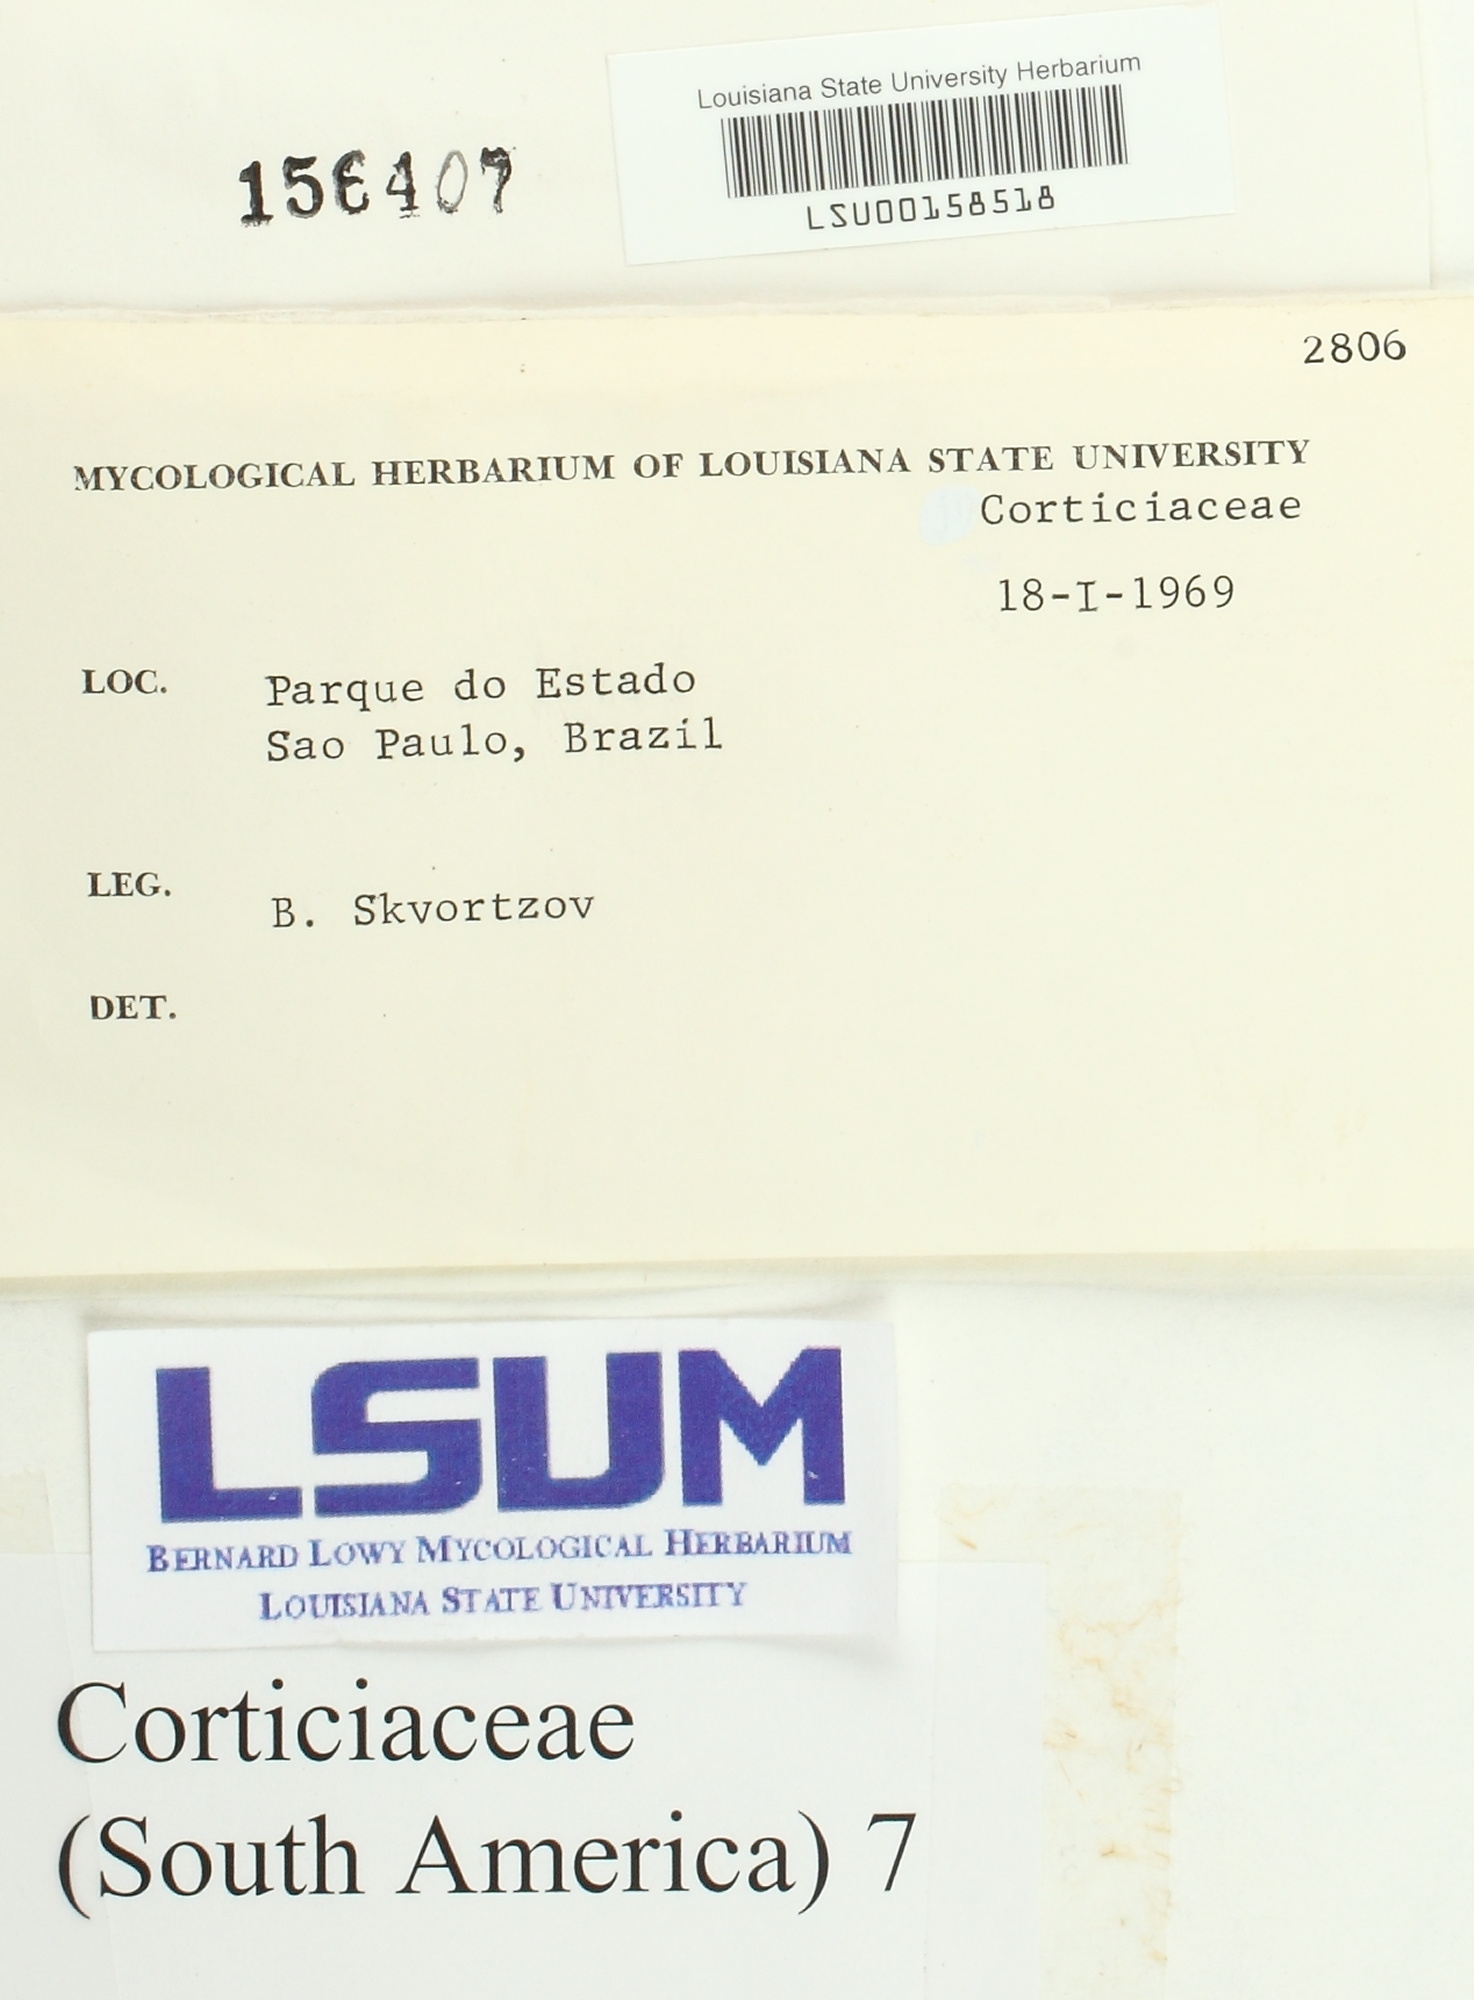 Louisiana State University Herbarium
156407
LSU00158518
2806
MYCOLOGICAL HERBARIUM OF LOUISIANA STATE UNIVERSITY
Corticiaceae
18-I-1969
LOC. Parque do Estado
Sao Paulo, Brazil
LEG. B. Skvortzov
DET.
LSUM
BERNARD LOWY MYCOLOGICAL HERBARIUM
LOUISIANA STATE UNIVERSITY
Corticiaceae
(South America) 7